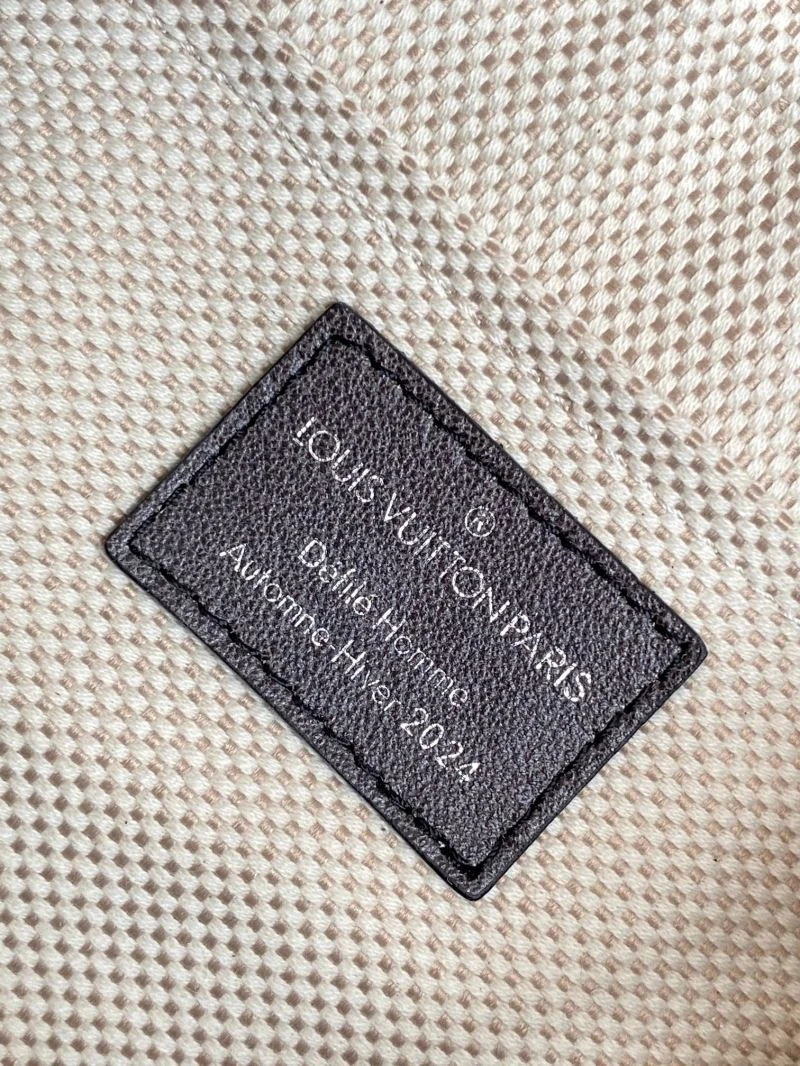 LOUIS VUITTON PARIS
®
Défilé Homme
Automne-Hiver 2024